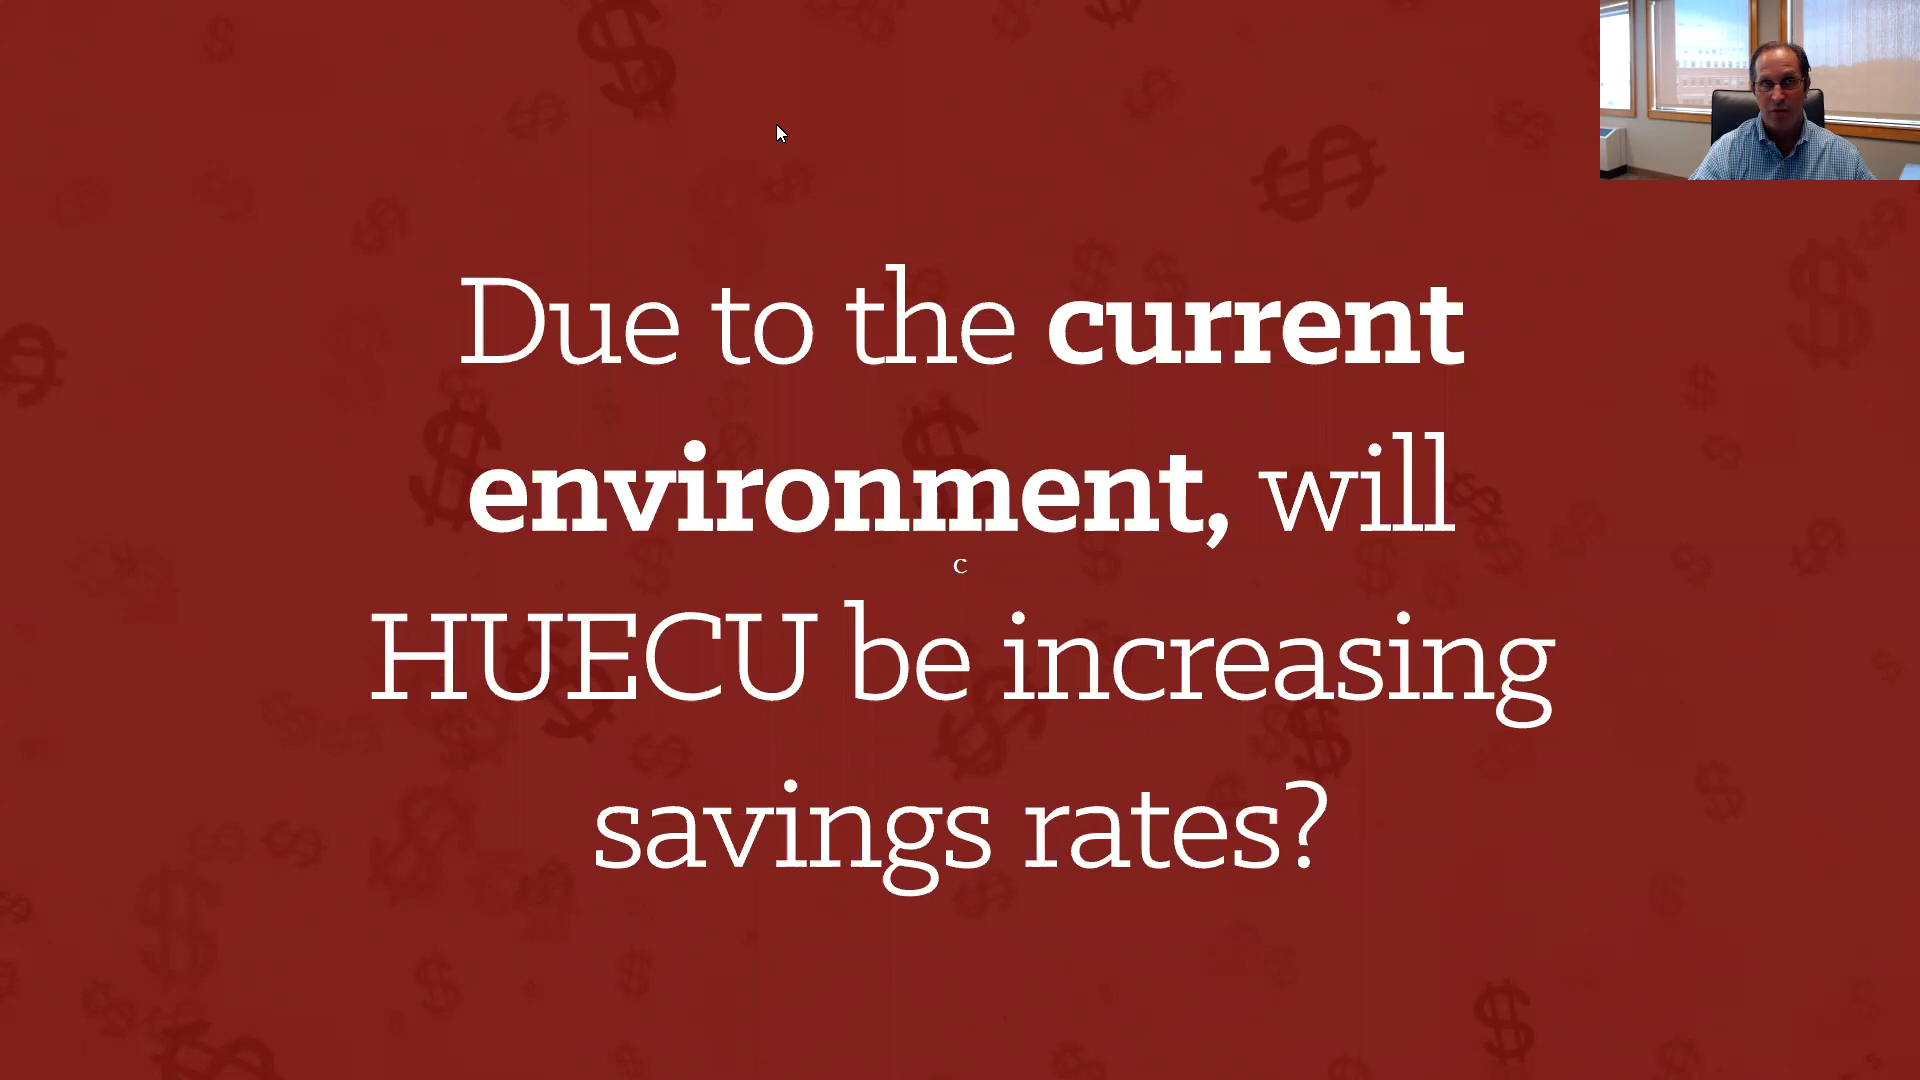 Due to the current
environment, will
c
HUECU be increasing
savings rates?